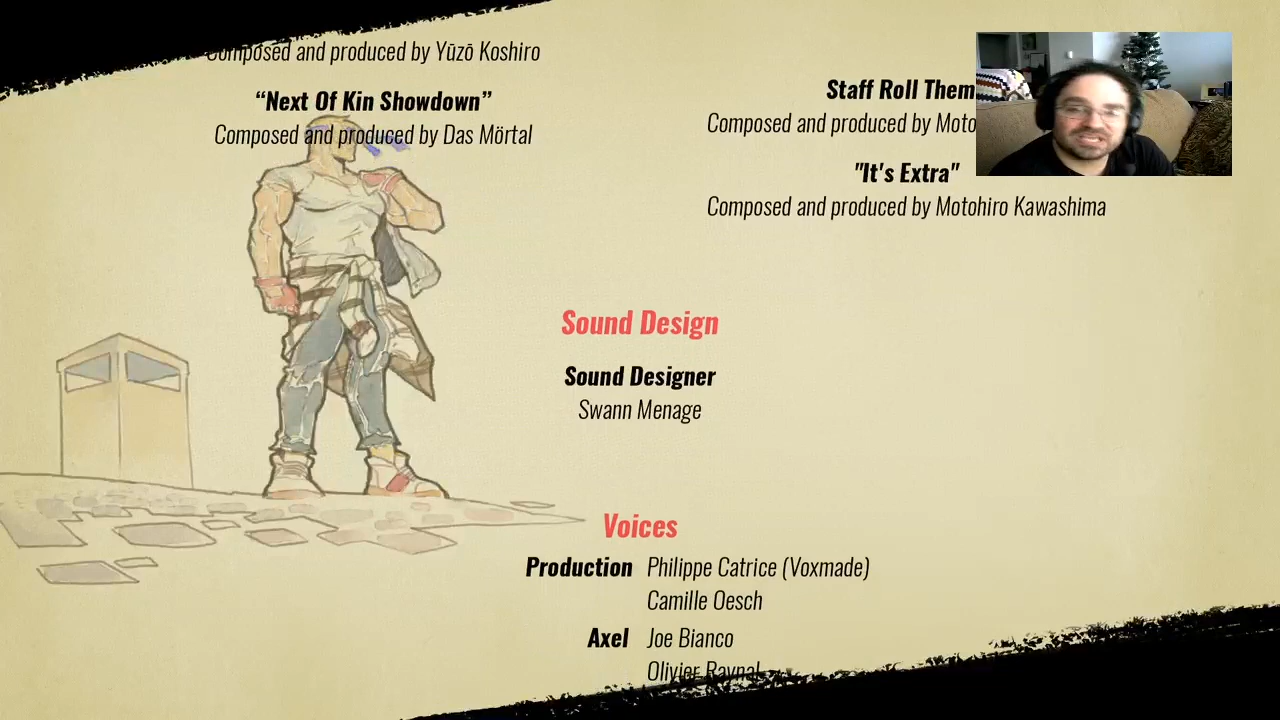 Composed and produced by Yūzō Koshiro
“Next Of Kin Showdown”
Composed and produced by Das Mörtal
Staff Roll Them
Composed and produced by Moto
"It's Extra"
Composed and produced by Motohiro Kawashima
Sound Design
Sound Designer
Swann Menage
Voices
Production Philippe Catrice (Voxmade)
Camille Oesch
Axel Joe Bianco
Olivier Raynal